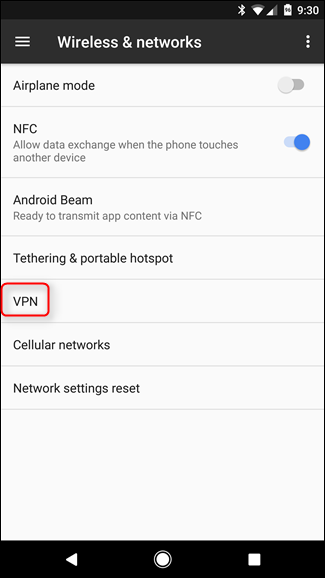 9:30
Wireless & networks
Airplane mode
NFC
Allow data exchange when the phone touches
another device
Android Beam
Ready to transmit app content via NFC
Tethering & portable hotspot
VPN
Cellular networks
Network settings reset